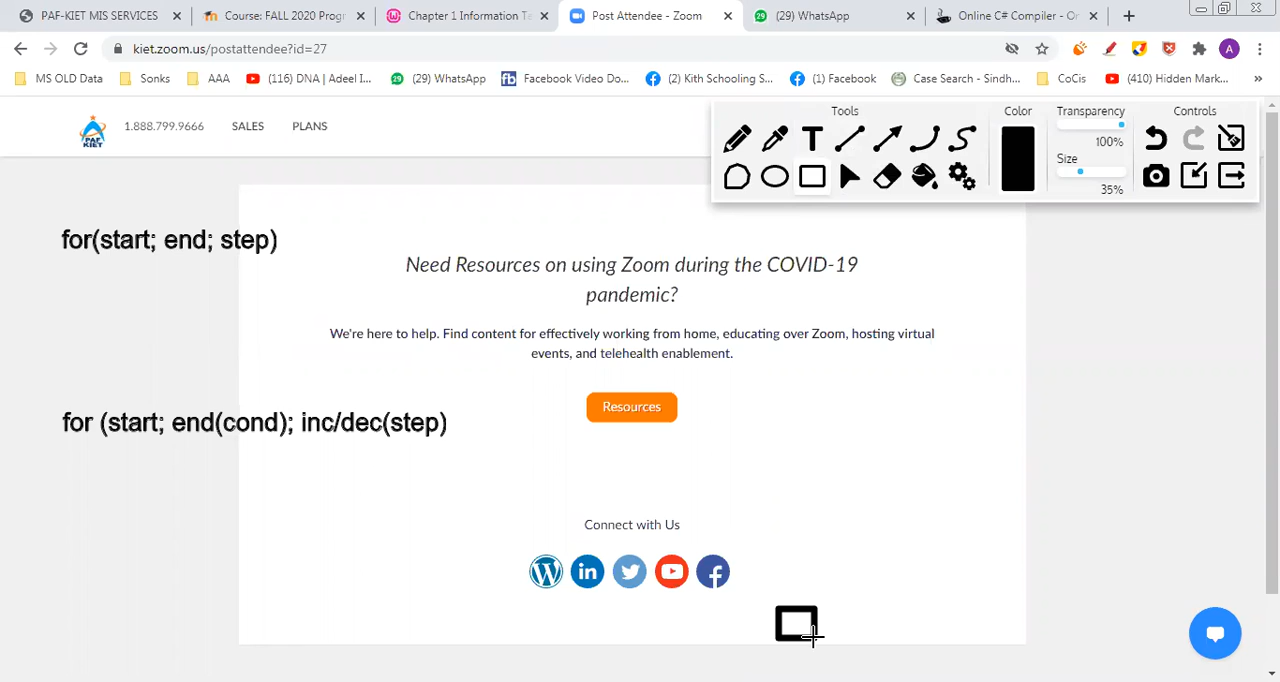 PAF-KIET MIS SERVICES
Course: FALL 2020 Progr
Chapter 1 Information Te
Post Attendee - Zoom
(29) WhatsApp
Online C# Compiler - On
kiet.zoom.us/postattendee?id=27
A
MS OLD Data
Sonks
AAA
(116) DNA | Adeel I...
(29) WhatsApp
Facebook Video Do...
(2) Kith Schooling S...
(1) Facebook
Case Search - Sindh...
CoCis
(410) Hidden Mark...
PAF KIET
1.888.799.9666
SALES
PLANS
Tools
Color
Transparency
100%
Size
35%
Controls
for(start; end; step)
Need Resources on using Zoom during the COVID-19
pandemic?
We're here to help. Find content for effectively working from home, educating over Zoom, hosting virtual
events, and telehealth enablement.
Resources
for (start; end(cond); inc/dec(step)
Connect with Us